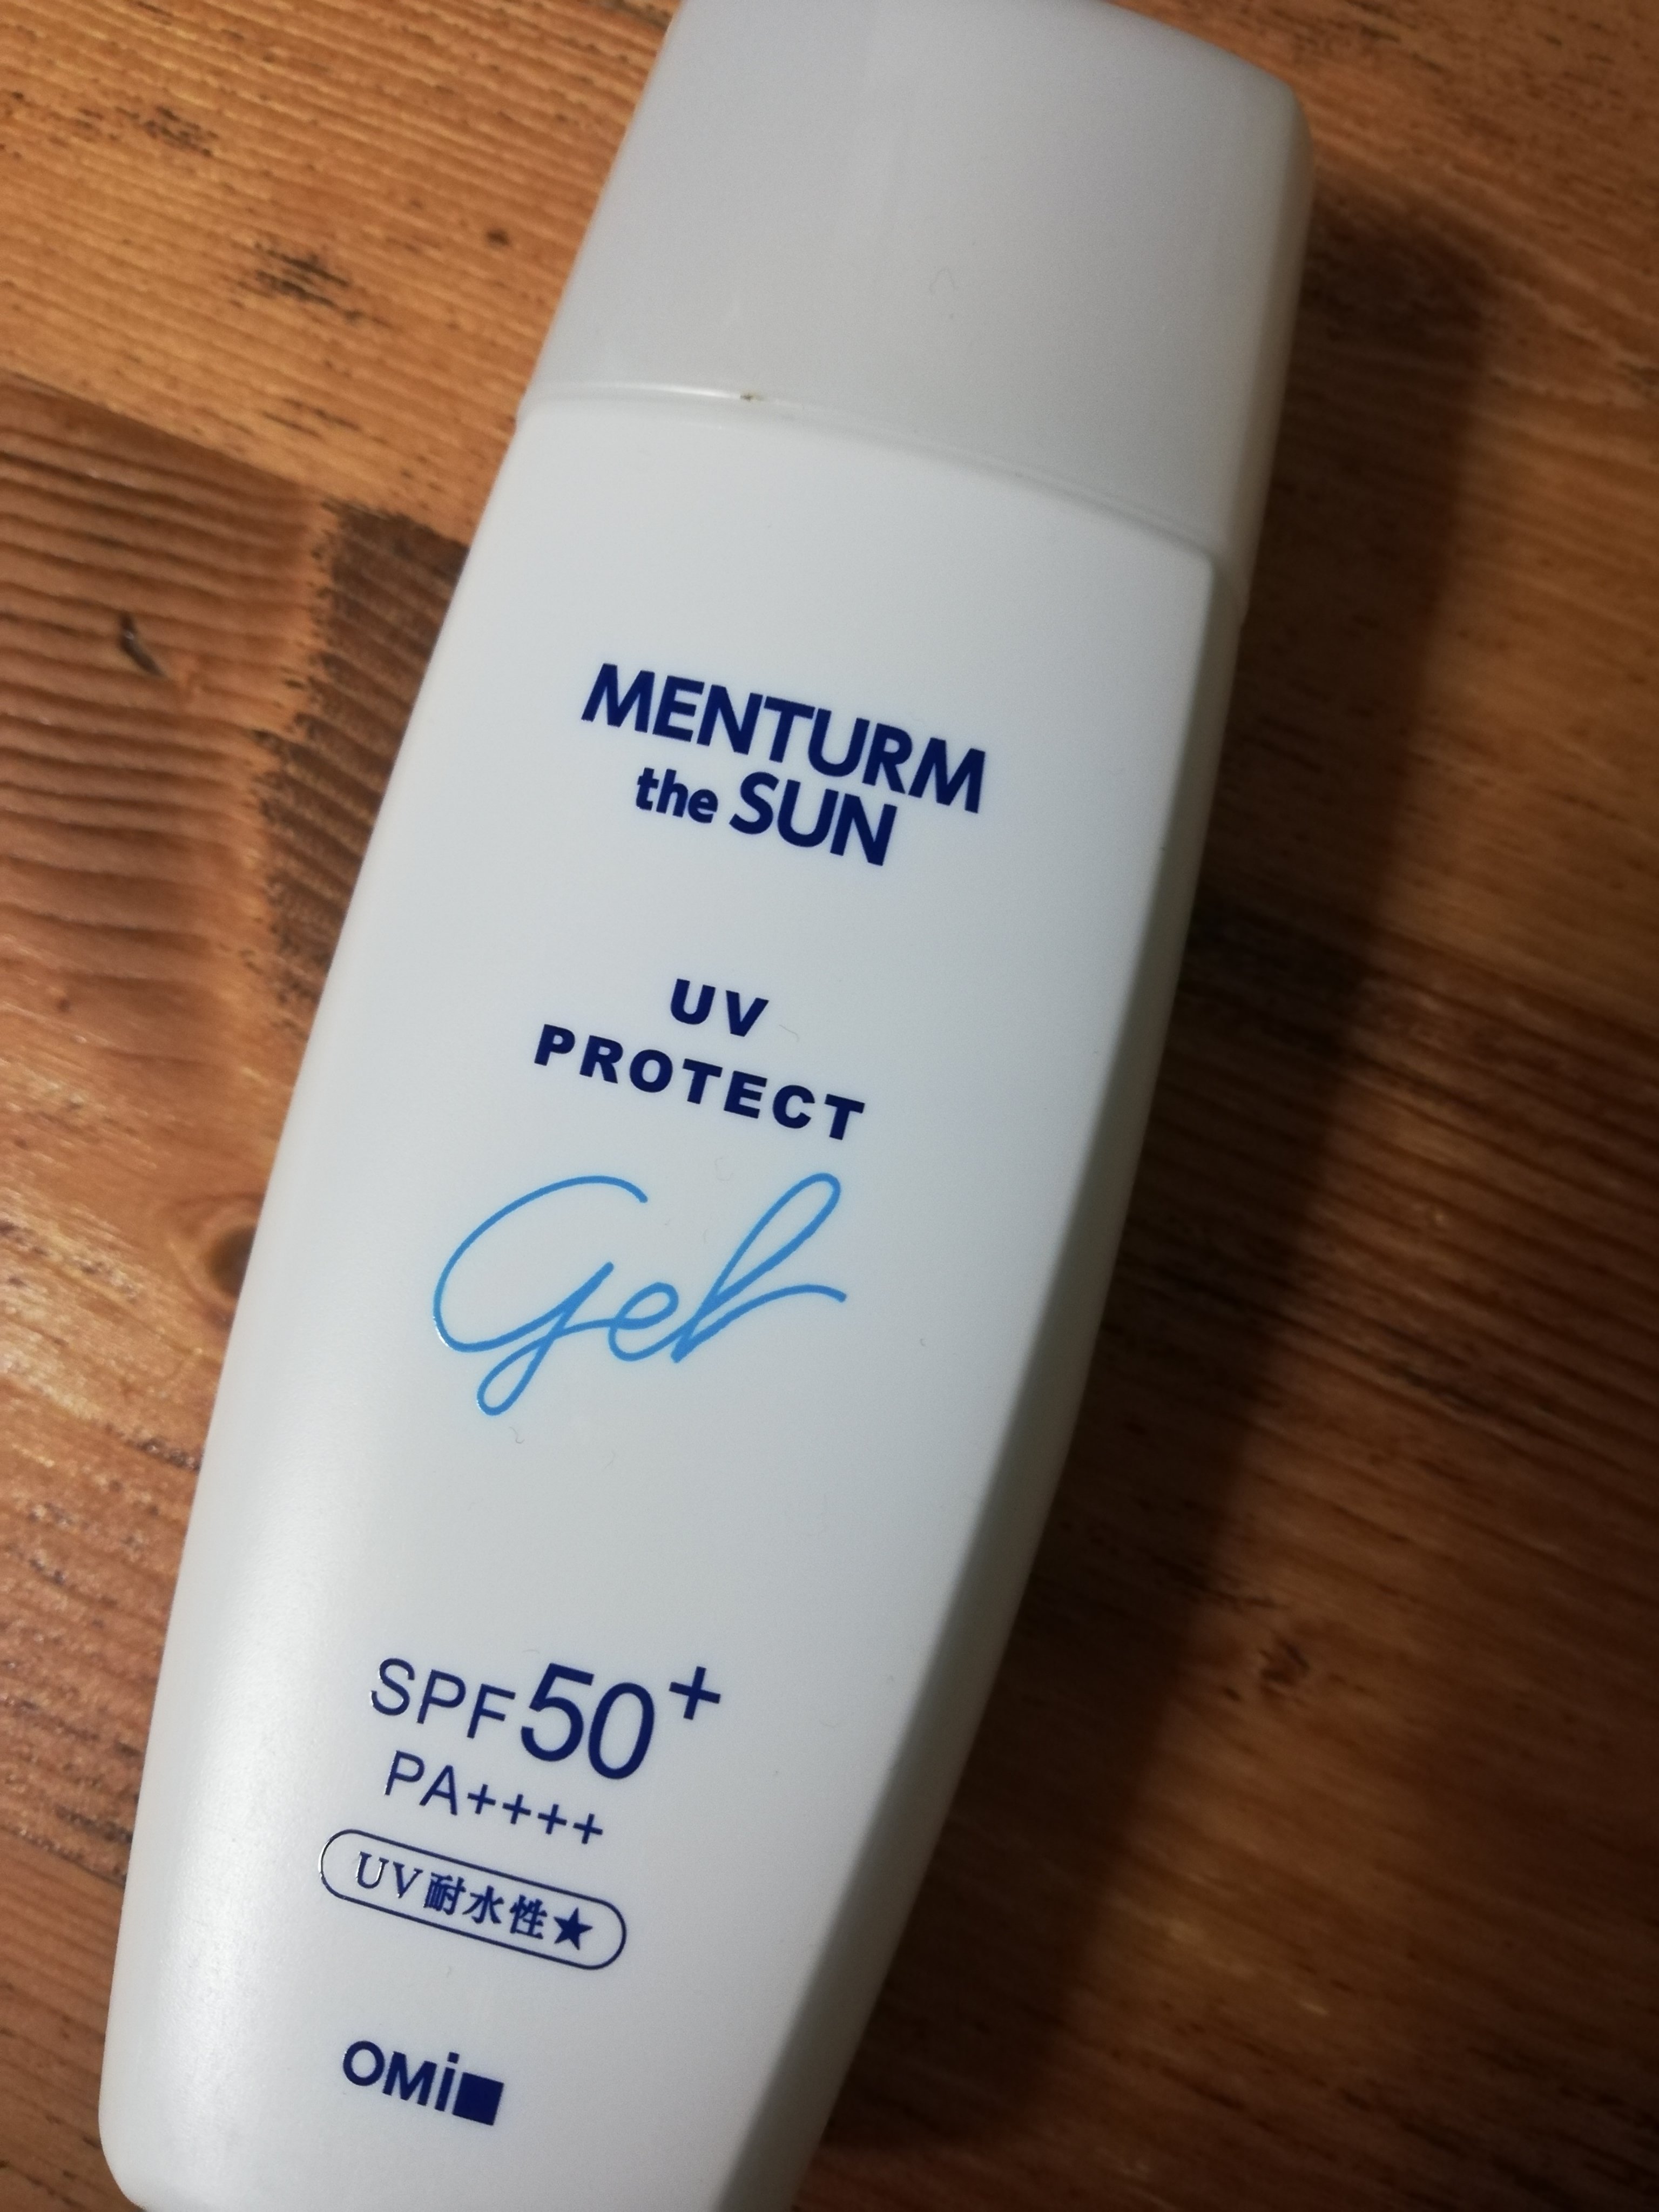 MENTURM
the SUN
UV
PROTECT
Gel
SPF50+
PA++++
UV耐水性★
OMi